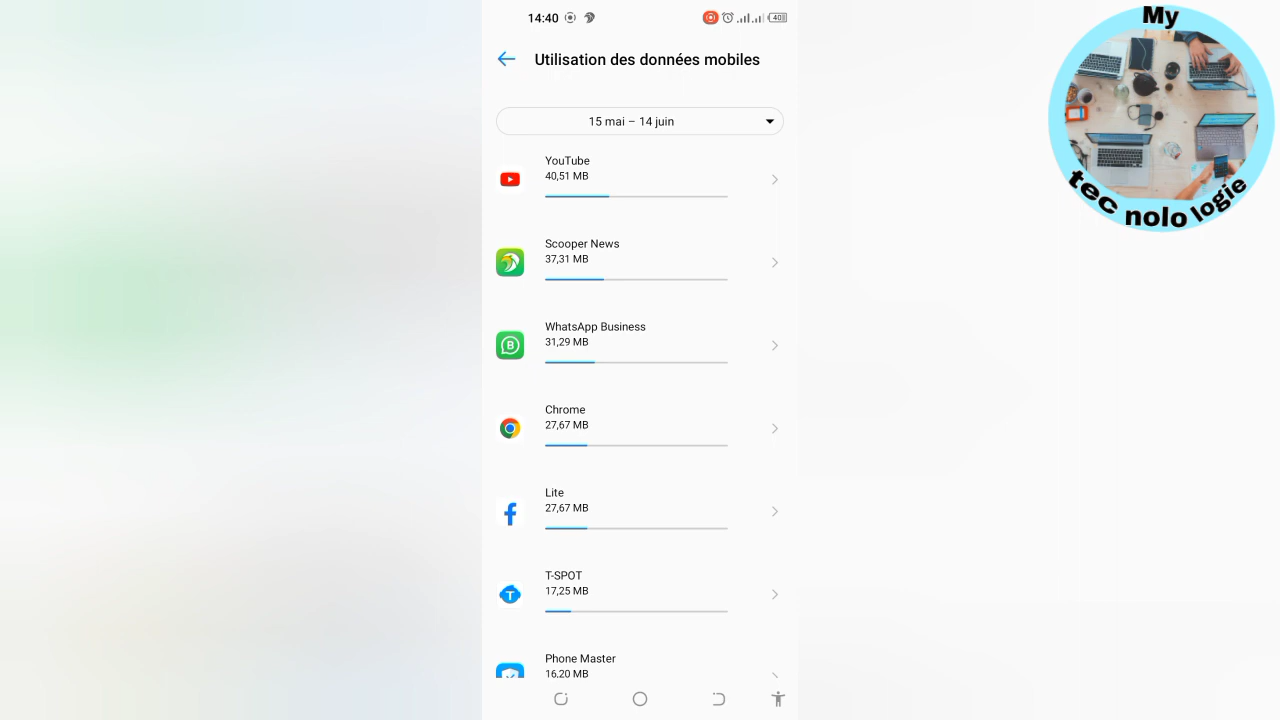 14:40
40
Utilisation des données mobiles
15 mai – 14 juin
YouTube
40,51 MB
Scooper News
37,31 MB
WhatsApp Business
31,29 MB
Chrome
27,67 MB
Lite
27,67 MB
T-SPOT
17,25 MB
Phone Master
16,20 MB
My
tec nolo logie